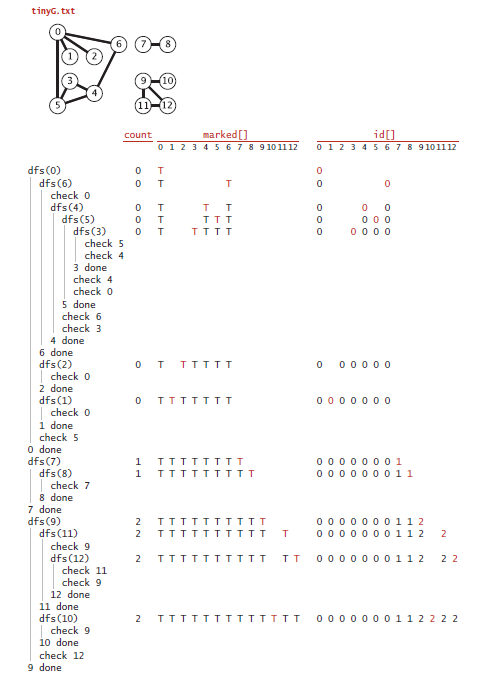 tinyG.txt
0 6 7 8
1 2
3 9 10
4
5 11 12
count marked[] id[]
0 1 2 3 4 5 6 7 8 9 10 11 12 0 1 2 3 4 5 6 7 8 9 10 11 12
dfs(0) 0 T 0
dfs(6) 0 T T 0 0
check 0
dfs(4) 0 T T T 0 0 0
dfs(5) 0 T T T T 0 0 0 0
dfs(3) 0 T T T T T 0 0 0 0 0
check 5
check 4
3 done
check 4
check 0
5 done
check 6
check 3
4 done
6 done
dfs(2) 0 T T T T T T 0 0 0 0 0 0
check 0
2 done
dfs(1) 0 T T T T T T T 0 0 0 0 0 0 0
check 0
1 done
check 5
0 done
dfs(7) 1 T T T T T T T T 0 0 0 0 0 0 0 1
dfs(8) 1 T T T T T T T T T 0 0 0 0 0 0 0 1 1
check 7
8 done
7 done
dfs(9) 2 T T T T T T T T T T 0 0 0 0 0 0 0 1 1 2
dfs(11) 2 T T T T T T T T T T T 0 0 0 0 0 0 0 1 1 2 2
check 9
dfs(12) 2 T T T T T T T T T T T T 0 0 0 0 0 0 0 1 1 2 2 2
check 11
check 9
12 done
11 done
dfs(10) 2 T T T T T T T T T T T T T 0 0 0 0 0 0 0 1 1 2 2 2 2
check 9
10 done
check 12
9 done